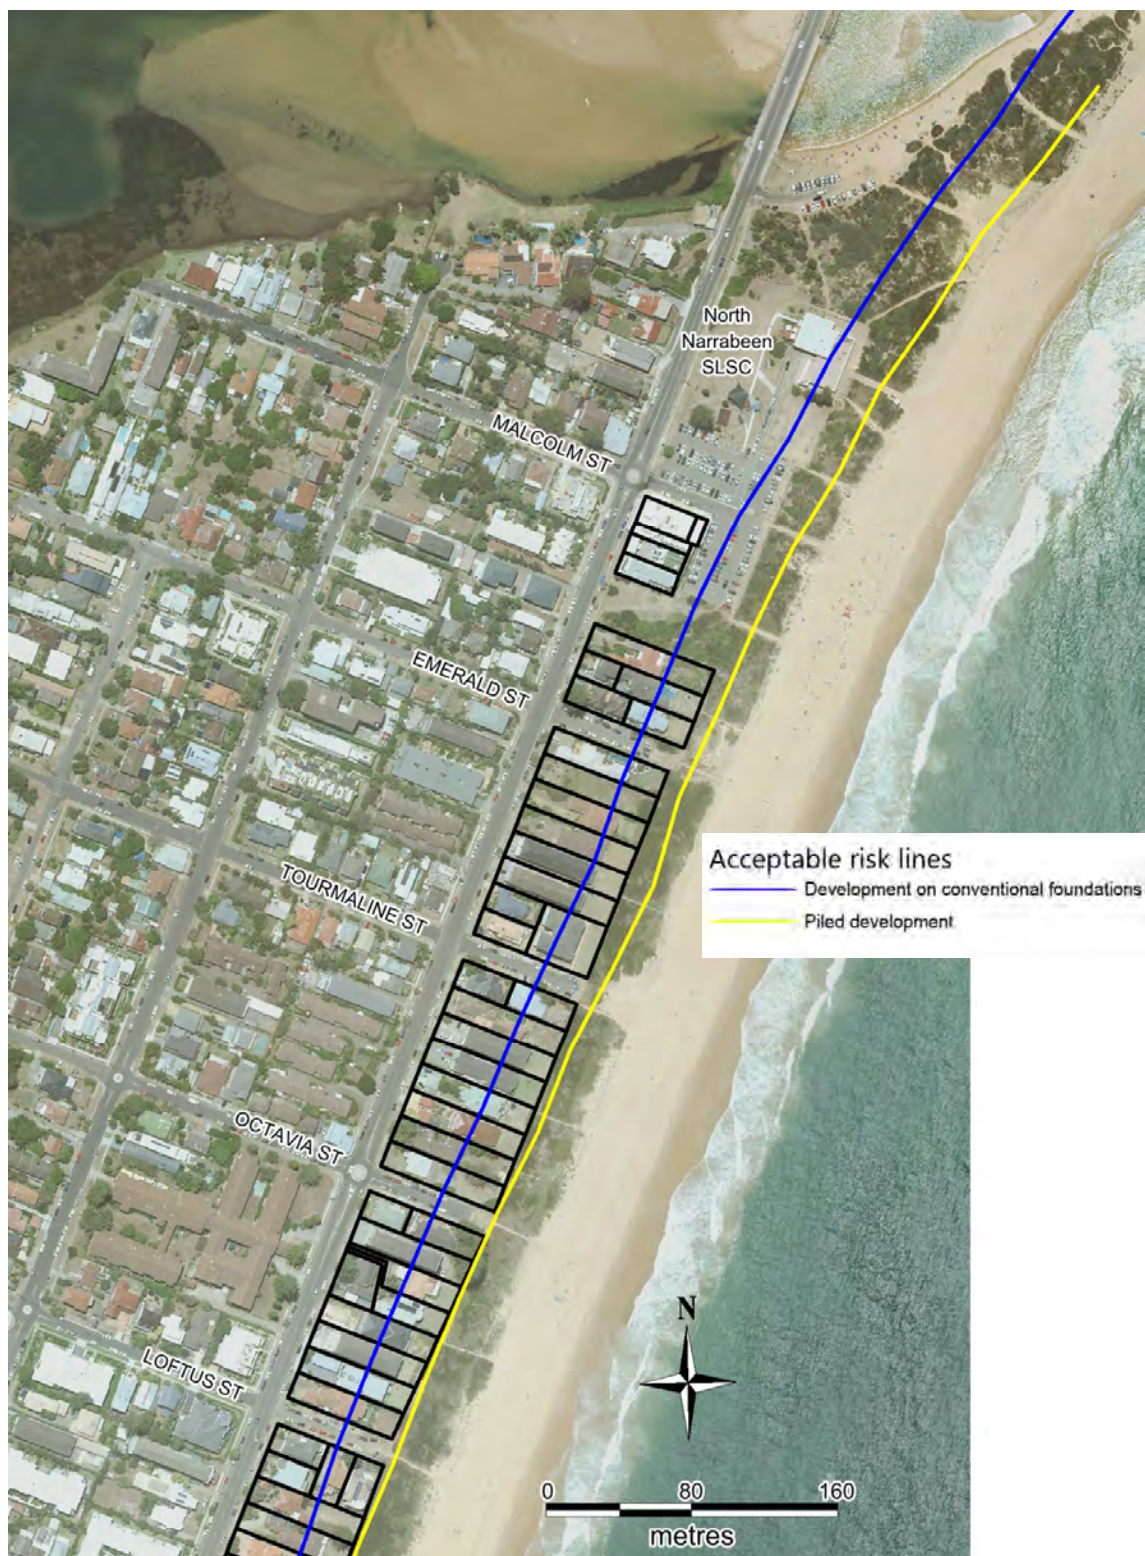 North
Narrabeen
SLSC
MALCOLM ST
EMERALD ST
TOURMALINE ST
Acceptable risk lines
Development on conventional foundations
Piled development
OCTAVIA ST
LOFTUS ST
N
0 80 160
metres